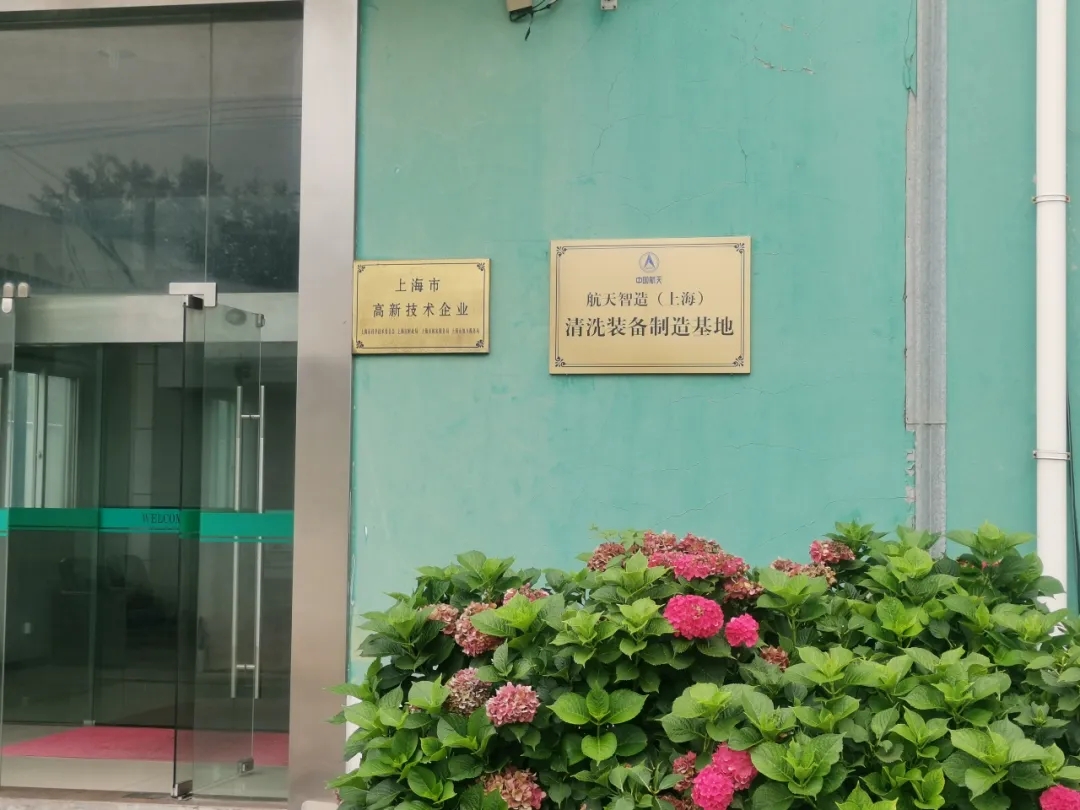 上海市
高新技术企业
中国航天
航天智造（上海）
清洗装备制造基地
WELCOM